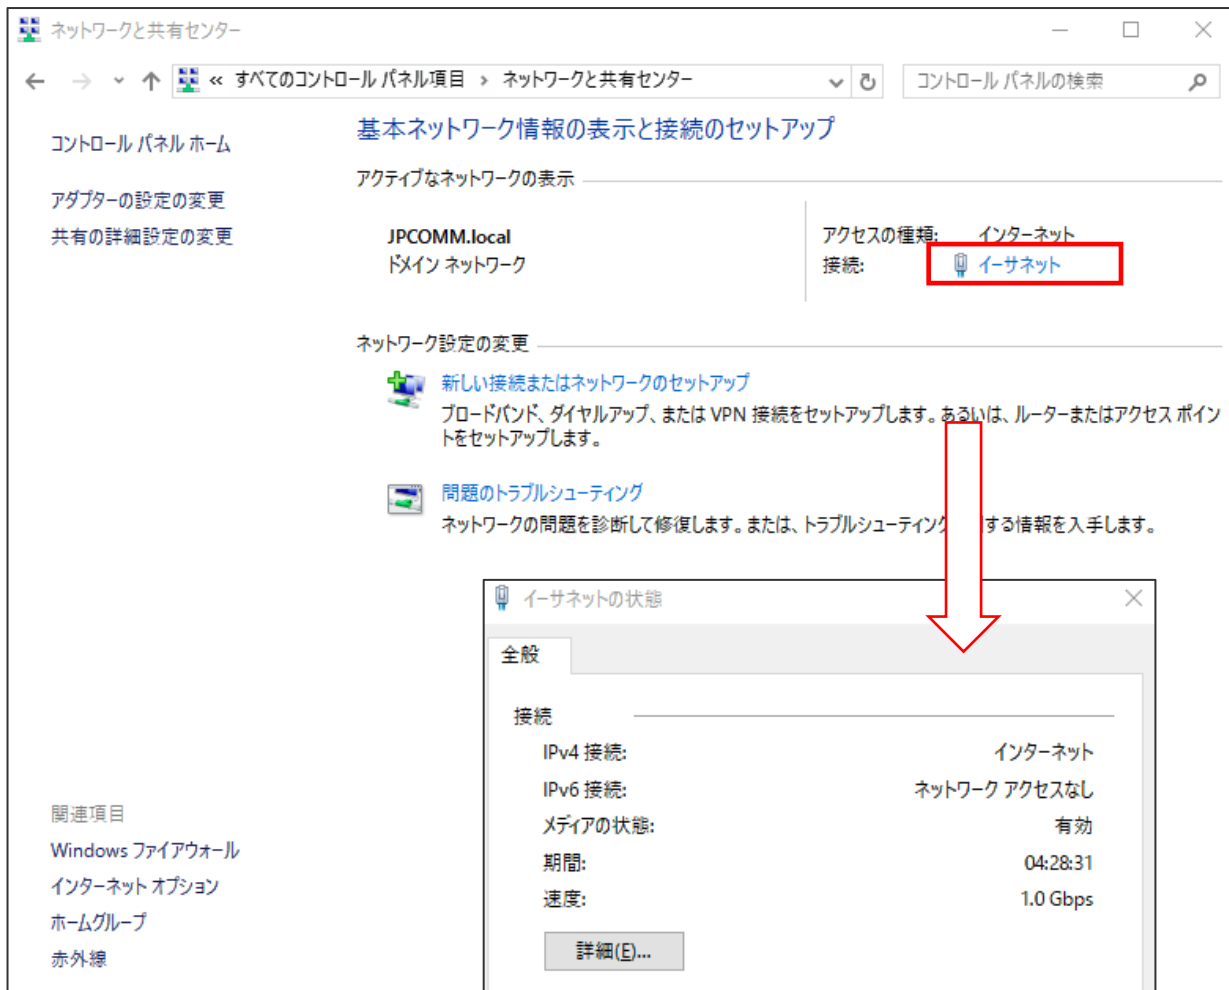 ネットワークと共有センター
« すべてのコントロール パネル項目 › ネットワークと共有センター
コントロール パネルの検索
コントロール パネル ホーム
アダプターの設定の変更
共有の詳細設定の変更
基本ネットワーク情報の表示と接続のセットアップ
アクティブなネットワークの表示
JPCOMM.local
ドメイン ネットワーク
アクセスの種類: インターネット
接続: イーサネット
ネットワーク設定の変更
新しい接続またはネットワークのセットアップ
ブロードバンド、ダイヤルアップ、または VPN 接続をセットアップします。あるいは、ルーターまたはアクセス ポイン
トをセットアップします。
問題のトラブルシューティング
ネットワークの問題を診断して修復します。または、トラブルシューティング する情報を入手します。
イーサネットの状態
全般
接続
IPv4 接続: インターネット
IPv6 接続: ネットワーク アクセスなし
メディアの状態: 有効
期間: 04:28:31
速度: 1.0 Gbps
詳細(E)...
関連項目
Windows ファイアウォール
インターネット オプション
ホームグループ
赤外線